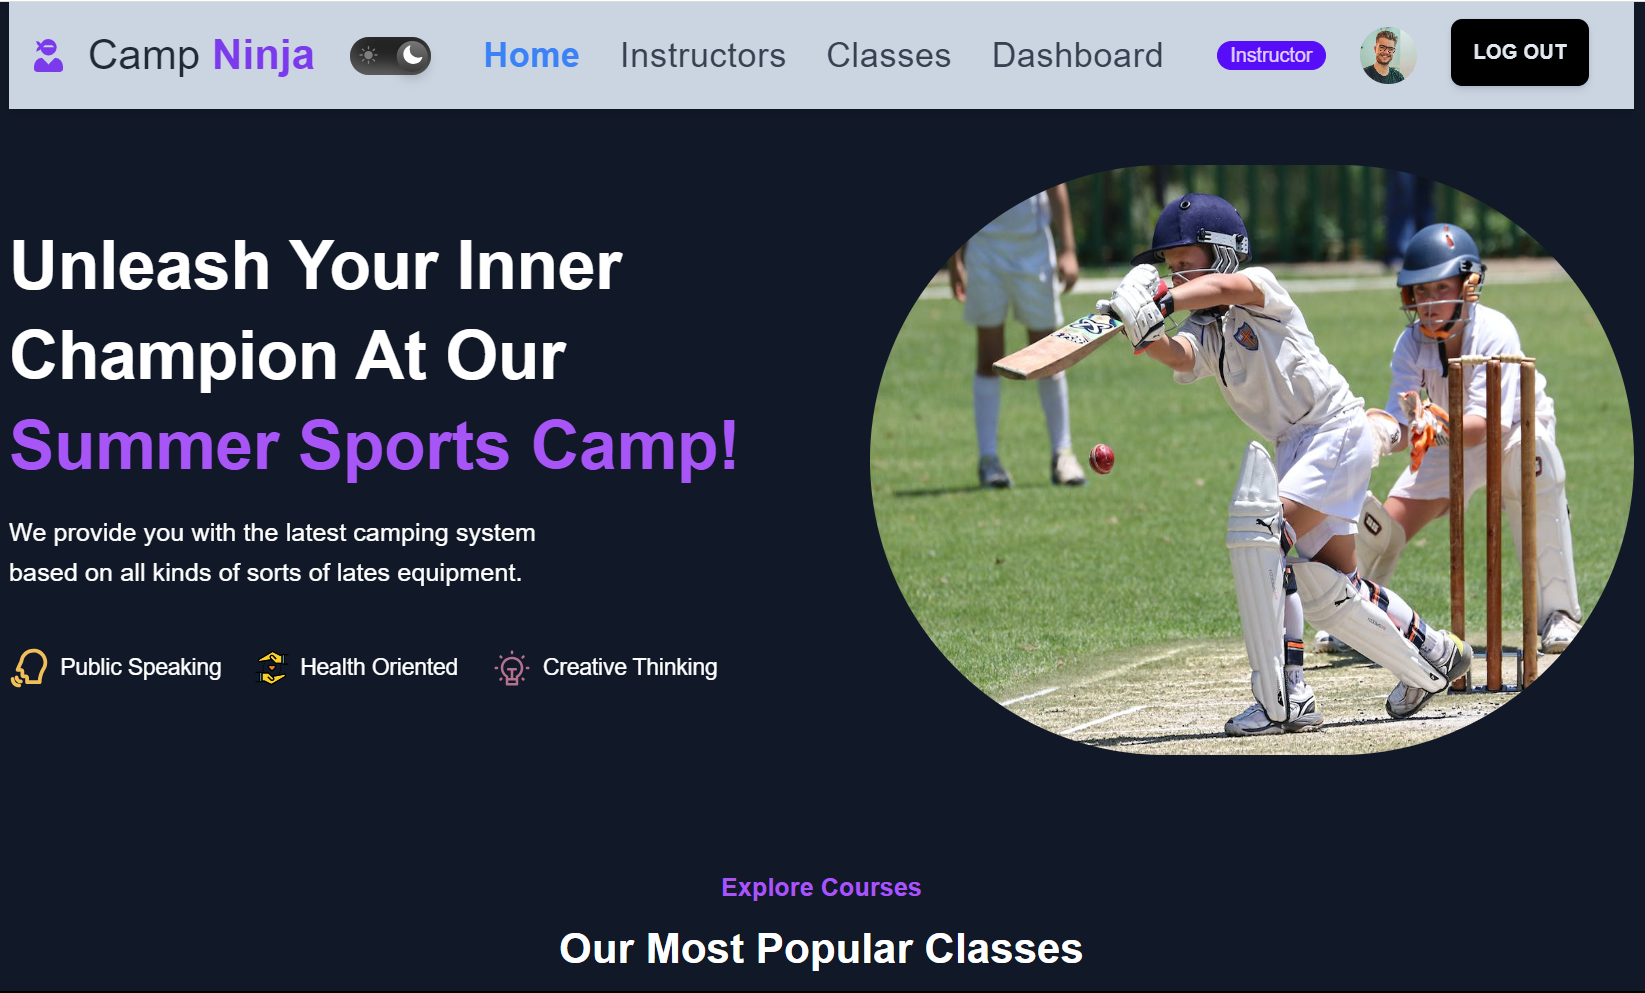 Camp Ninja
Home Instructors Classes Dashboard
Instructor
LOG OUT
Unleash Your Inner
Champion At Our
Summer Sports Camp!
We provide you with the latest camping system
based on all kinds of sorts of lates equipment.
Public Speaking Health Oriented Creative Thinking
Explore Courses
Our Most Popular Classes